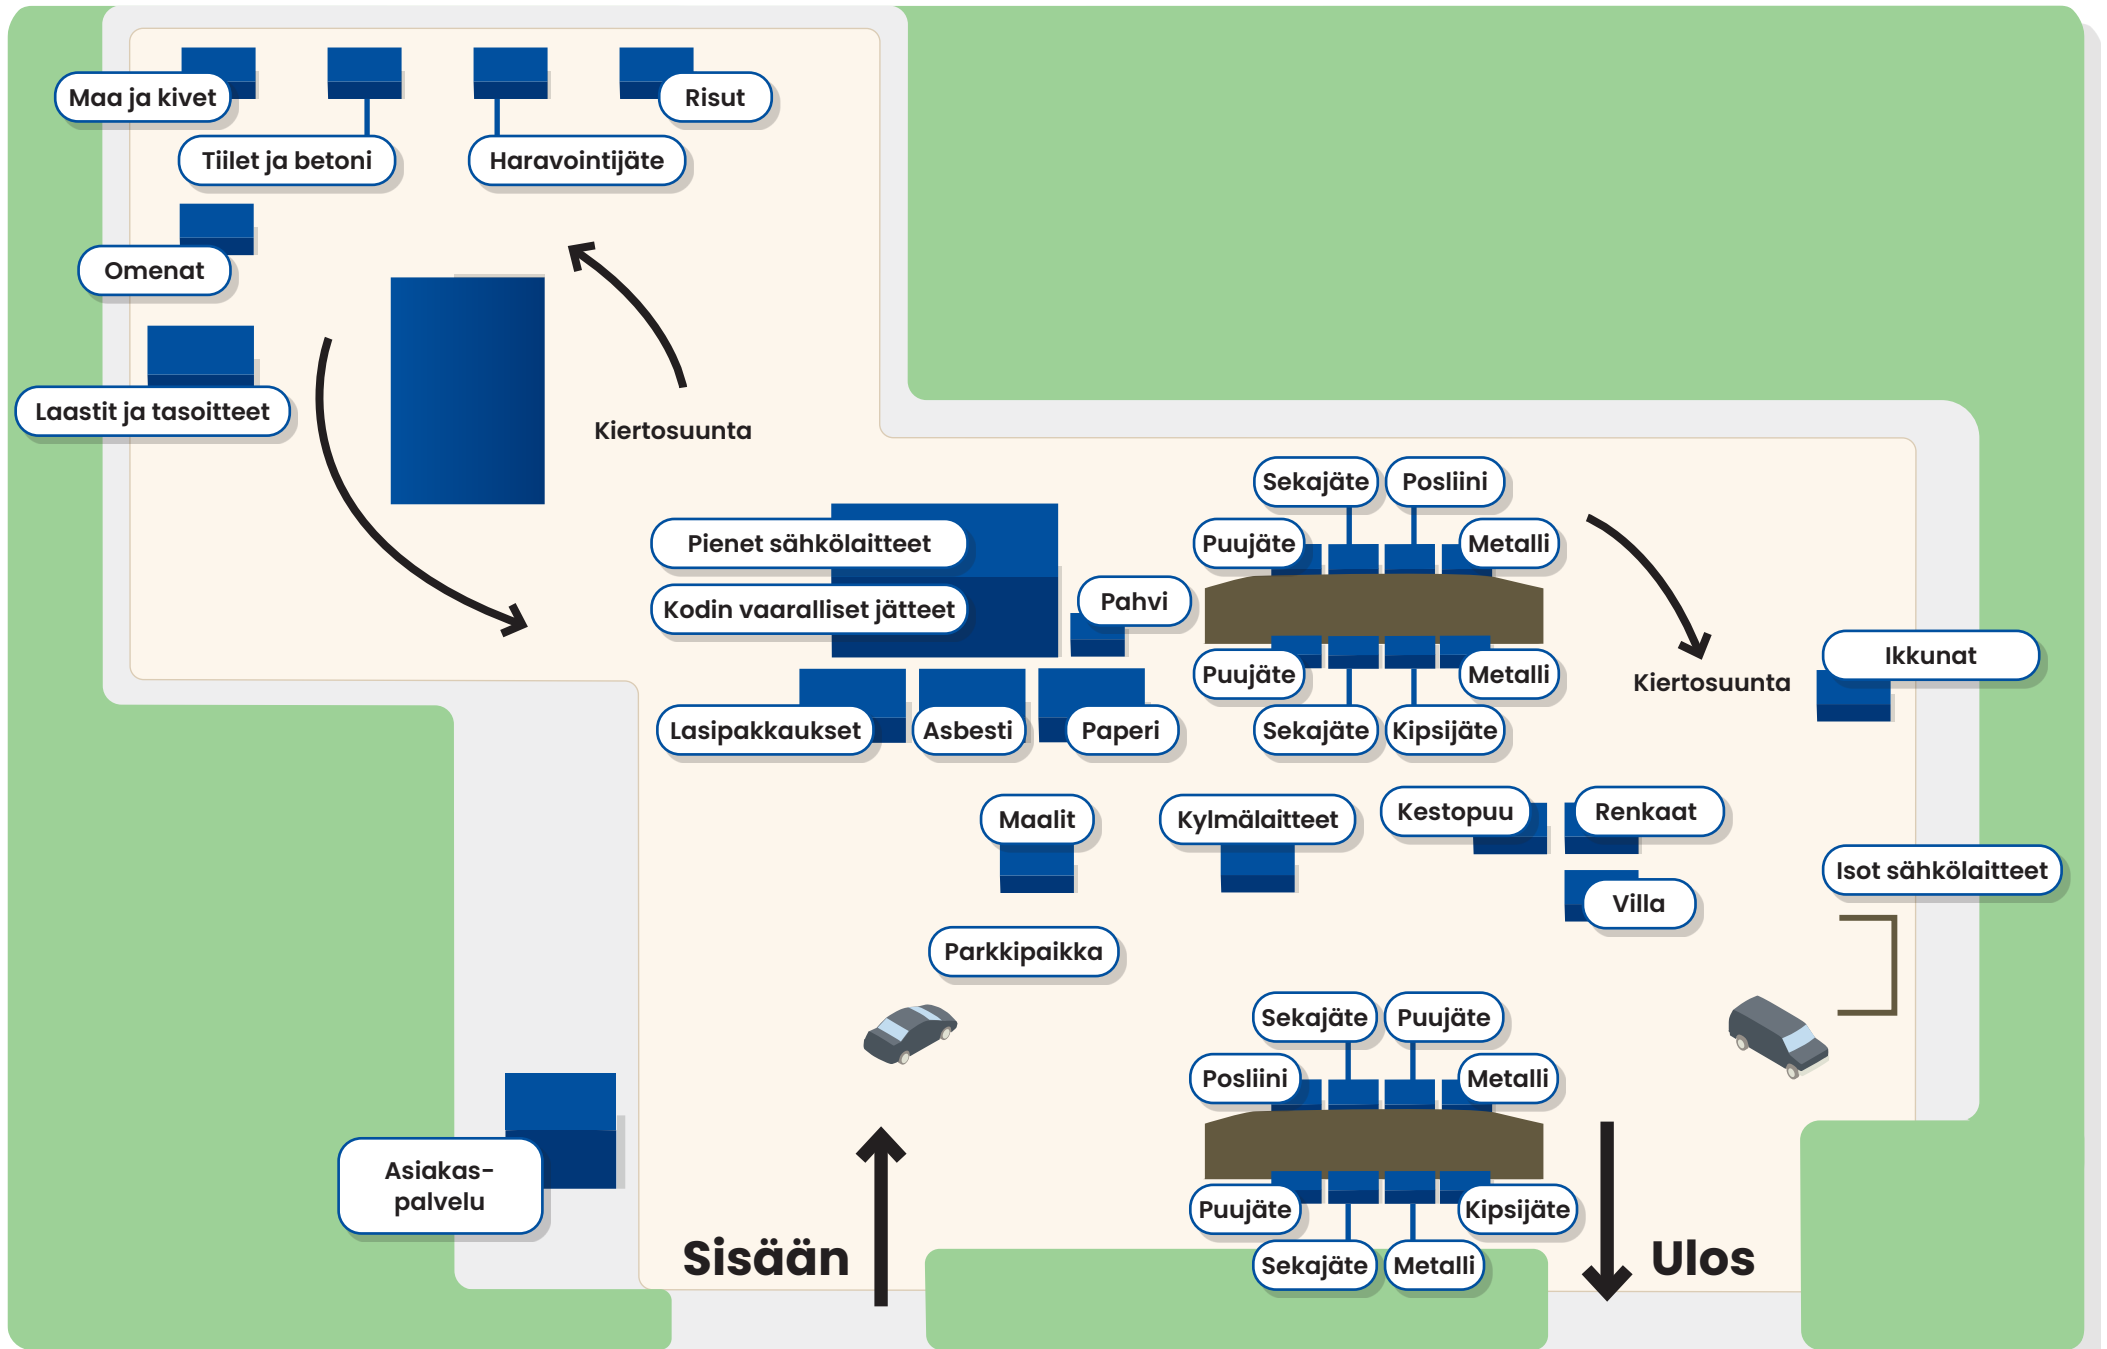 Maa ja kivet
Risut
Tiilet ja betoni
Haravointijäte
Omenat
Laastit ja tasoitteet
Kiertosuunta
Sekajäte
Posliini
Puujäte
Metalli
Pienet sähkölaitteet
Kodin vaaralliset jätteet
Pahvi
Puujäte
Metalli
Kiertosuunta
Ikkunat
Lasipakkaukset
Asbesti
Paperi
Sekajäte
Kipsijäte
Maalit
Kylmälaitteet
Kestopuu
Renkaat
Isot sähkölaitteet
Villa
Parkkipaikka
Sekajäte
Puujäte
Posliini
Metalli
Asiakas-
palvelu
Puujäte
Kipsijäte
Sisään
Sekajäte
Metalli
Ulos